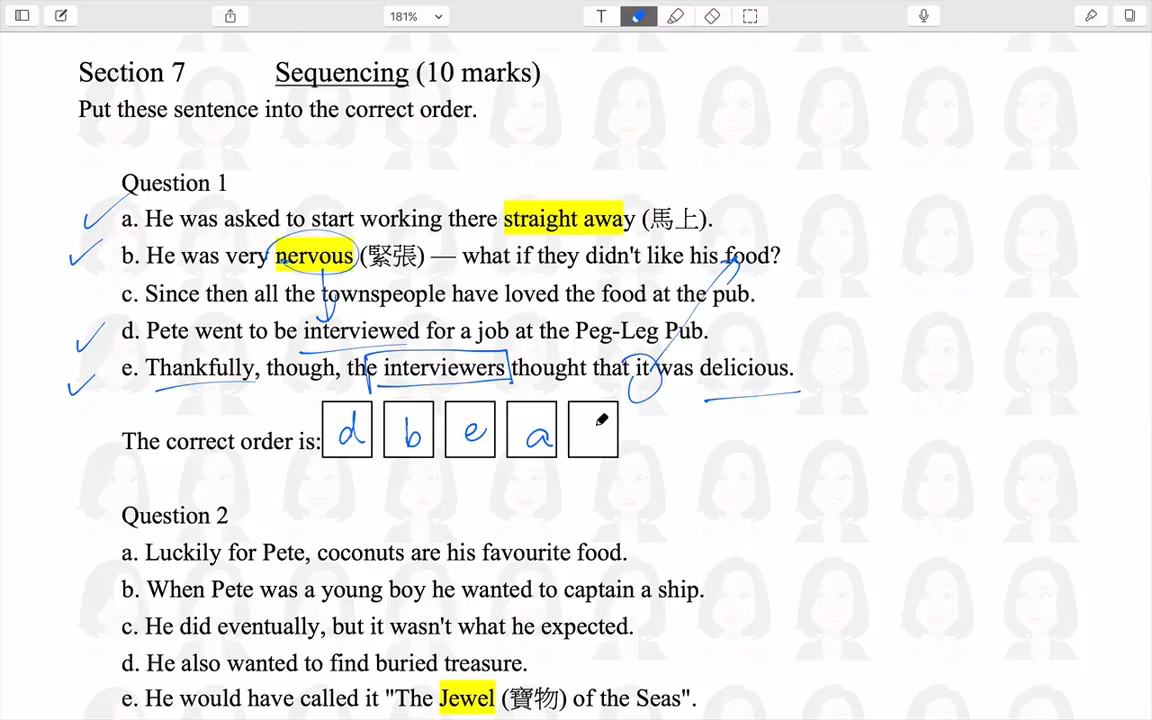 181%
T
Section 7 Sequencing (10 marks)
Put these sentence into the correct order.
Question 1
a. He was asked to start working there straight away (馬上).
b. He was very nervous (緊張) — what if they didn't like his food?
c. Since then all the townspeople have loved the food at the pub.
d. Pete went to be interviewed for a job at the Peg-Leg Pub.
e. Thankfully, though, the interviewers thought that it was delicious.
The correct order is: d b e a
Question 2
a. Luckily for Pete, coconuts are his favourite food.
b. When Pete was a young boy he wanted to captain a ship.
c. He did eventually, but it wasn't what he expected.
d. He also wanted to find buried treasure.
e. He would have called it "The Jewel (寶物) of the Seas".